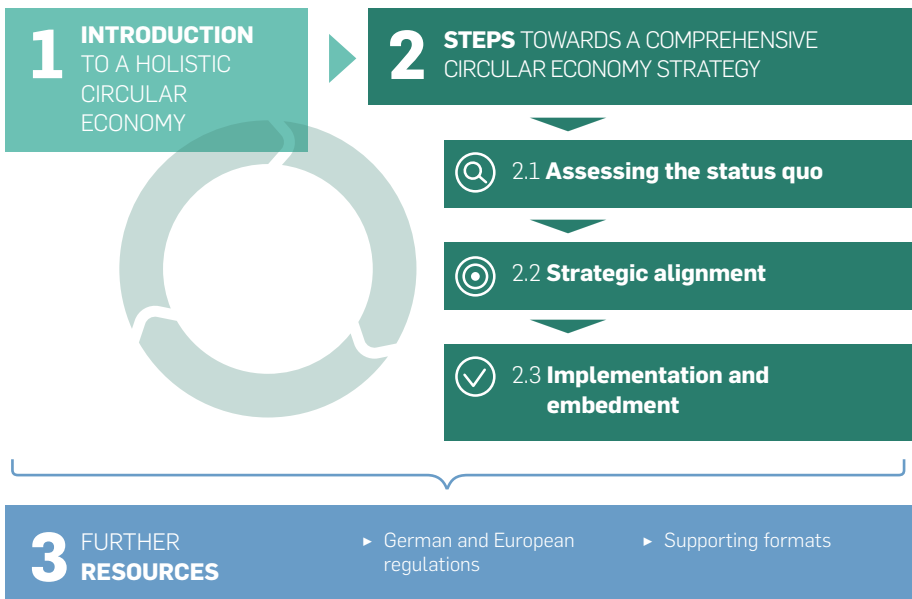 1 INTRODUCTION
TO A HOLISTIC
CIRCULAR
ECONOMY
2 STEPS TOWARDS A COMPREHENSIVE
CIRCULAR ECONOMY STRATEGY
2.1 Assessing the status quo
2.2 Strategic alignment
2.3 Implementation and
embedment
3 FURTHER
RESOURCES
▸ German and European
regulations
▸ Supporting formats